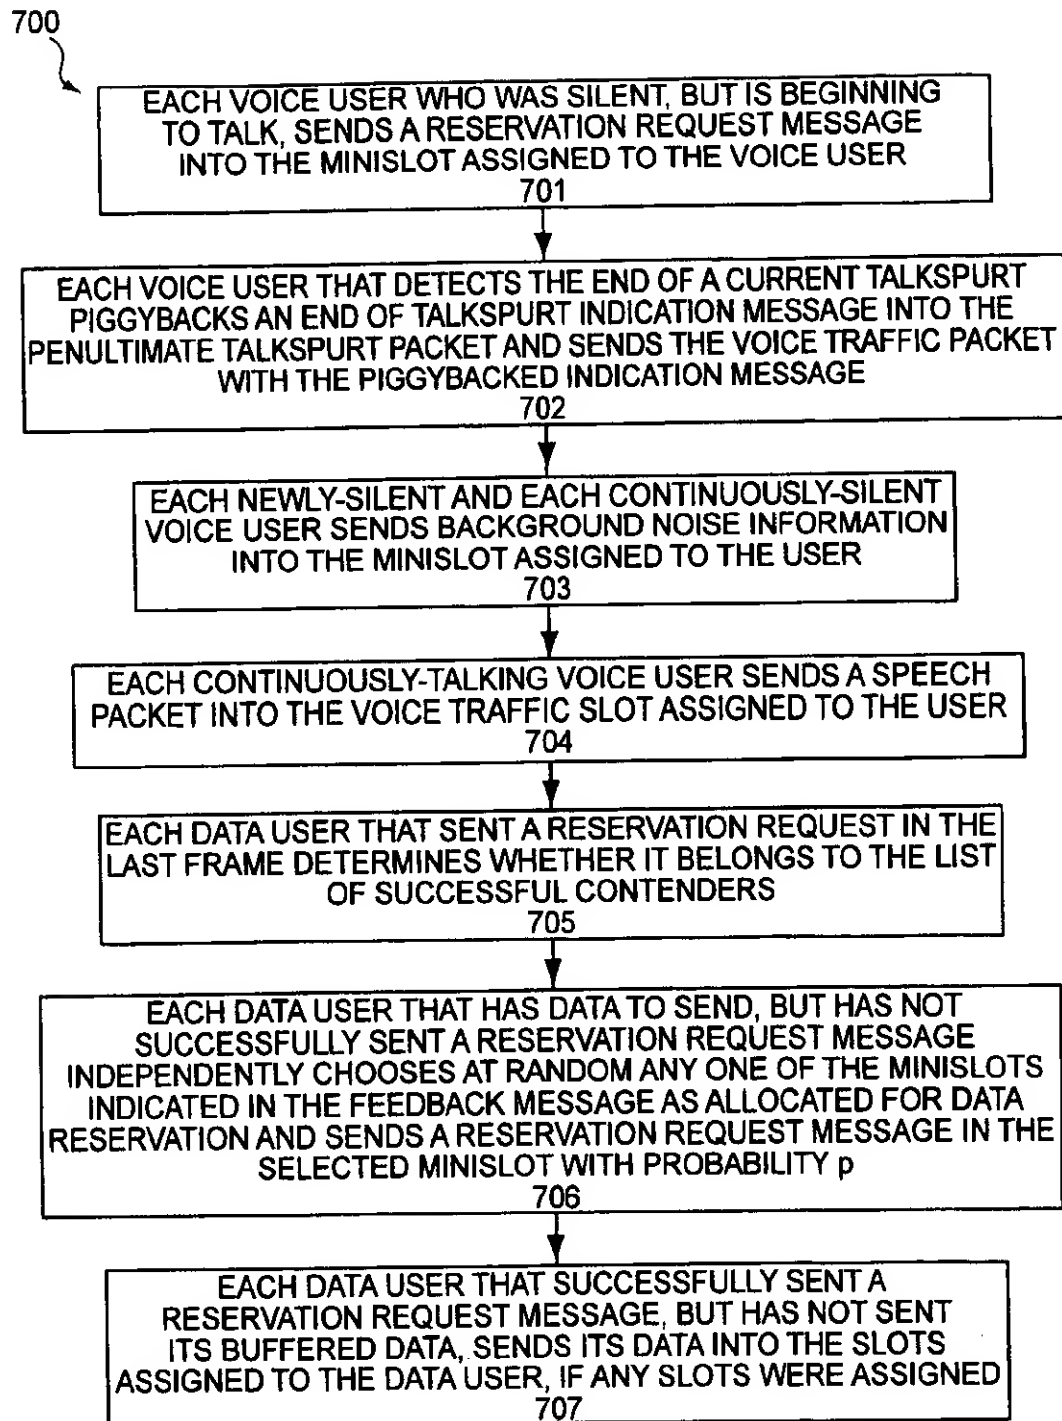 700
EACH VOICE USER WHO WAS SILENT, BUT IS BEGINNING
TO TALK, SENDS A RESERVATION REQUEST MESSAGE
INTO THE MINISLOT ASSIGNED TO THE VOICE USER
701
EACH VOICE USER THAT DETECTS THE END OF A CURRENT TALKSPURT
PIGGYBACKS AN END OF TALKSPURT INDICATION MESSAGE INTO THE
PENULTIMATE TALKSPURT PACKET AND SENDS THE VOICE TRAFFIC PACKET
WITH THE PIGGYBACKED INDICATION MESSAGE
702
EACH NEWLY-SILENT AND EACH CONTINUOUSLY-SILENT
VOICE USER SENDS BACKGROUND NOISE INFORMATION
INTO THE MINISLOT ASSIGNED TO THE USER
703
EACH CONTINUOUSLY-TALKING VOICE USER SENDS A SPEECH
PACKET INTO THE VOICE TRAFFIC SLOT ASSIGNED TO THE USER
704
EACH DATA USER THAT SENT A RESERVATION REQUEST IN THE
LAST FRAME DETERMINES WHETHER IT BELONGS TO THE LIST
OF SUCCESSFUL CONTENDERS
705
EACH DATA USER THAT HAS DATA TO SEND, BUT HAS NOT
SUCCESSFULLY SENT A RESERVATION REQUEST MESSAGE
INDEPENDENTLY CHOOSES AT RANDOM ANY ONE OF THE MINISLOTS
INDICATED IN THE FEEDBACK MESSAGE AS ALLOCATED FOR DATA
RESERVATION AND SENDS A RESERVATION REQUEST MESSAGE IN THE
SELECTED MINISLOT WITH PROBABILITY p
706
EACH DATA USER THAT SUCCESSFULLY SENT A
RESERVATION REQUEST MESSAGE, BUT HAS NOT SENT
ITS BUFFERED DATA, SENDS ITS DATA INTO THE SLOTS
ASSIGNED TO THE DATA USER, IF ANY SLOTS WERE ASSIGNED
707